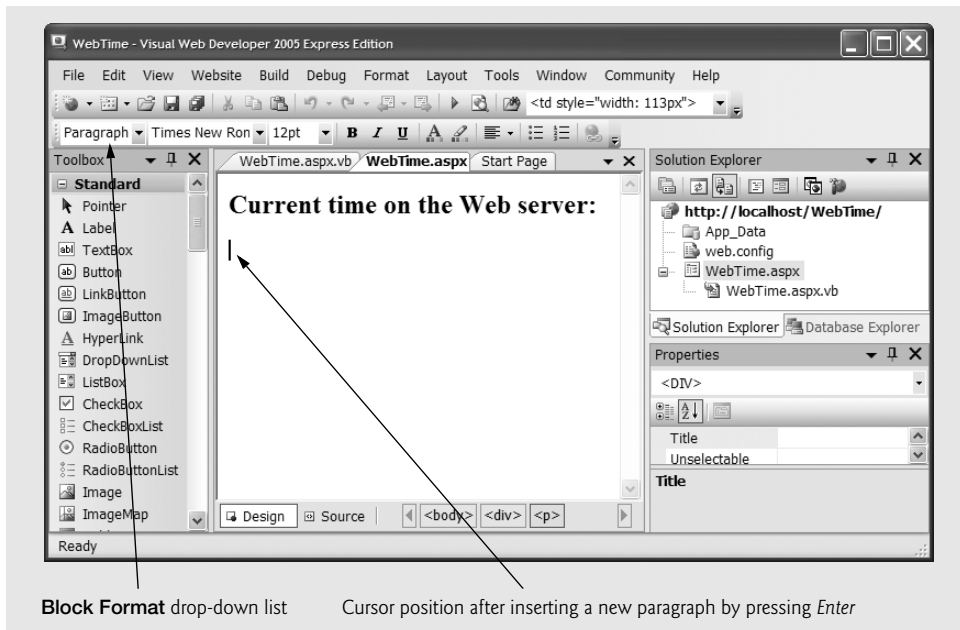 WebTime - Visual Web Developer 2005 Express Edition
File Edit View Website Build Debug Format Layout Tools Window Community Help
<td style="width: 113px">
Paragraph Times New Ron 12pt B I U A
Toolbox
Standard
Pointer
A Label
abl TextBox
ab Button
ab LinkButton
ImageButton
A HyperLink
DropDownList
ListBox
CheckBox
CheckBoxList
RadioButton
RadioButtonList
Image
ImageMap
WebTime.aspx.vb WebTime.aspx Start Page
Current time on the Web server:
Design Source <body> <div> <p>
Solution Explorer
http://localhost/WebTime/
App_Data
web.config
WebTime.aspx
WebTime.aspx.vb
Solution Explorer Database Explorer
Properties
<DIV>
Title
Unselectable
Title
Ready
Block Format drop-down list
Cursor position after inserting a new paragraph by pressing Enter